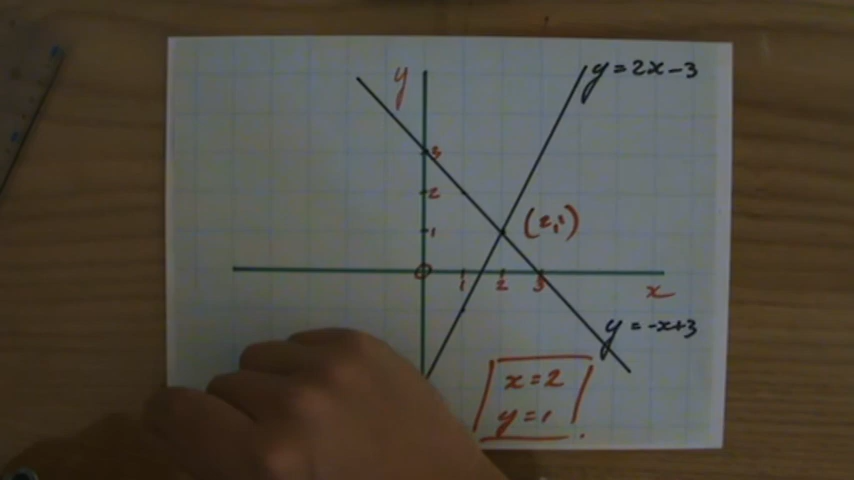 y
y = 2x - 3
3
2
1
(2,1)
0
1 2 3
x
y = -x+3
x = 2
y = 1